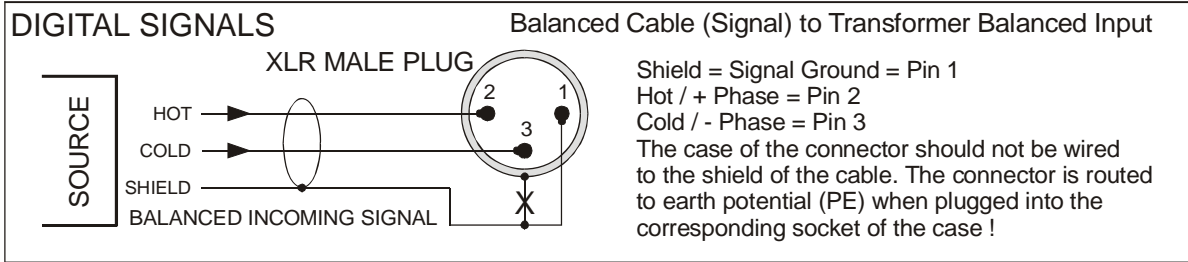 DIGITAL SIGNALS
Balanced Cable (Signal) to Transformer Balanced Input
XLR MALE PLUG
SOURCE
HOT
COLD
SHIELD
BALANCED INCOMING SIGNAL
2
1
3
X
Shield = Signal Ground = Pin 1
Hot / + Phase = Pin 2
Cold / - Phase = Pin 3
The case of the connector should not be wired
to the shield of the cable. The connector is routed
to earth potential (PE) when plugged into the
corresponding socket of the case !